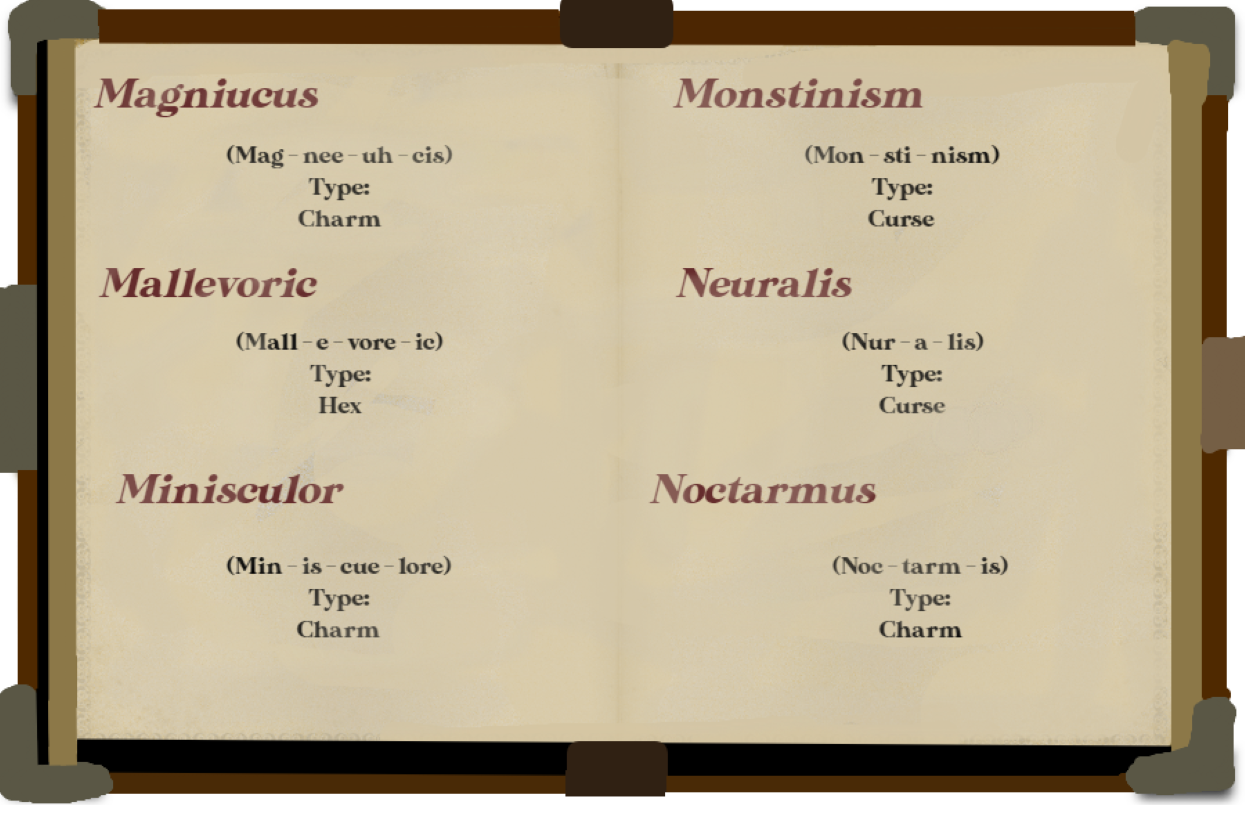 Magniucus
(Mag - nee - uh - cis)
Type:
Charm
Mallevoric
(Mall - e - vore - ic)
Type:
Hex
Minisculor
(Min - is - cue - lore)
Type:
Charm
Monstinism
(Mon - sti - nism)
Type:
Curse
Neuralis
(Nur - a - lis)
Type:
Curse
Noctarmus
(Noc - tarm - is)
Type:
Charm